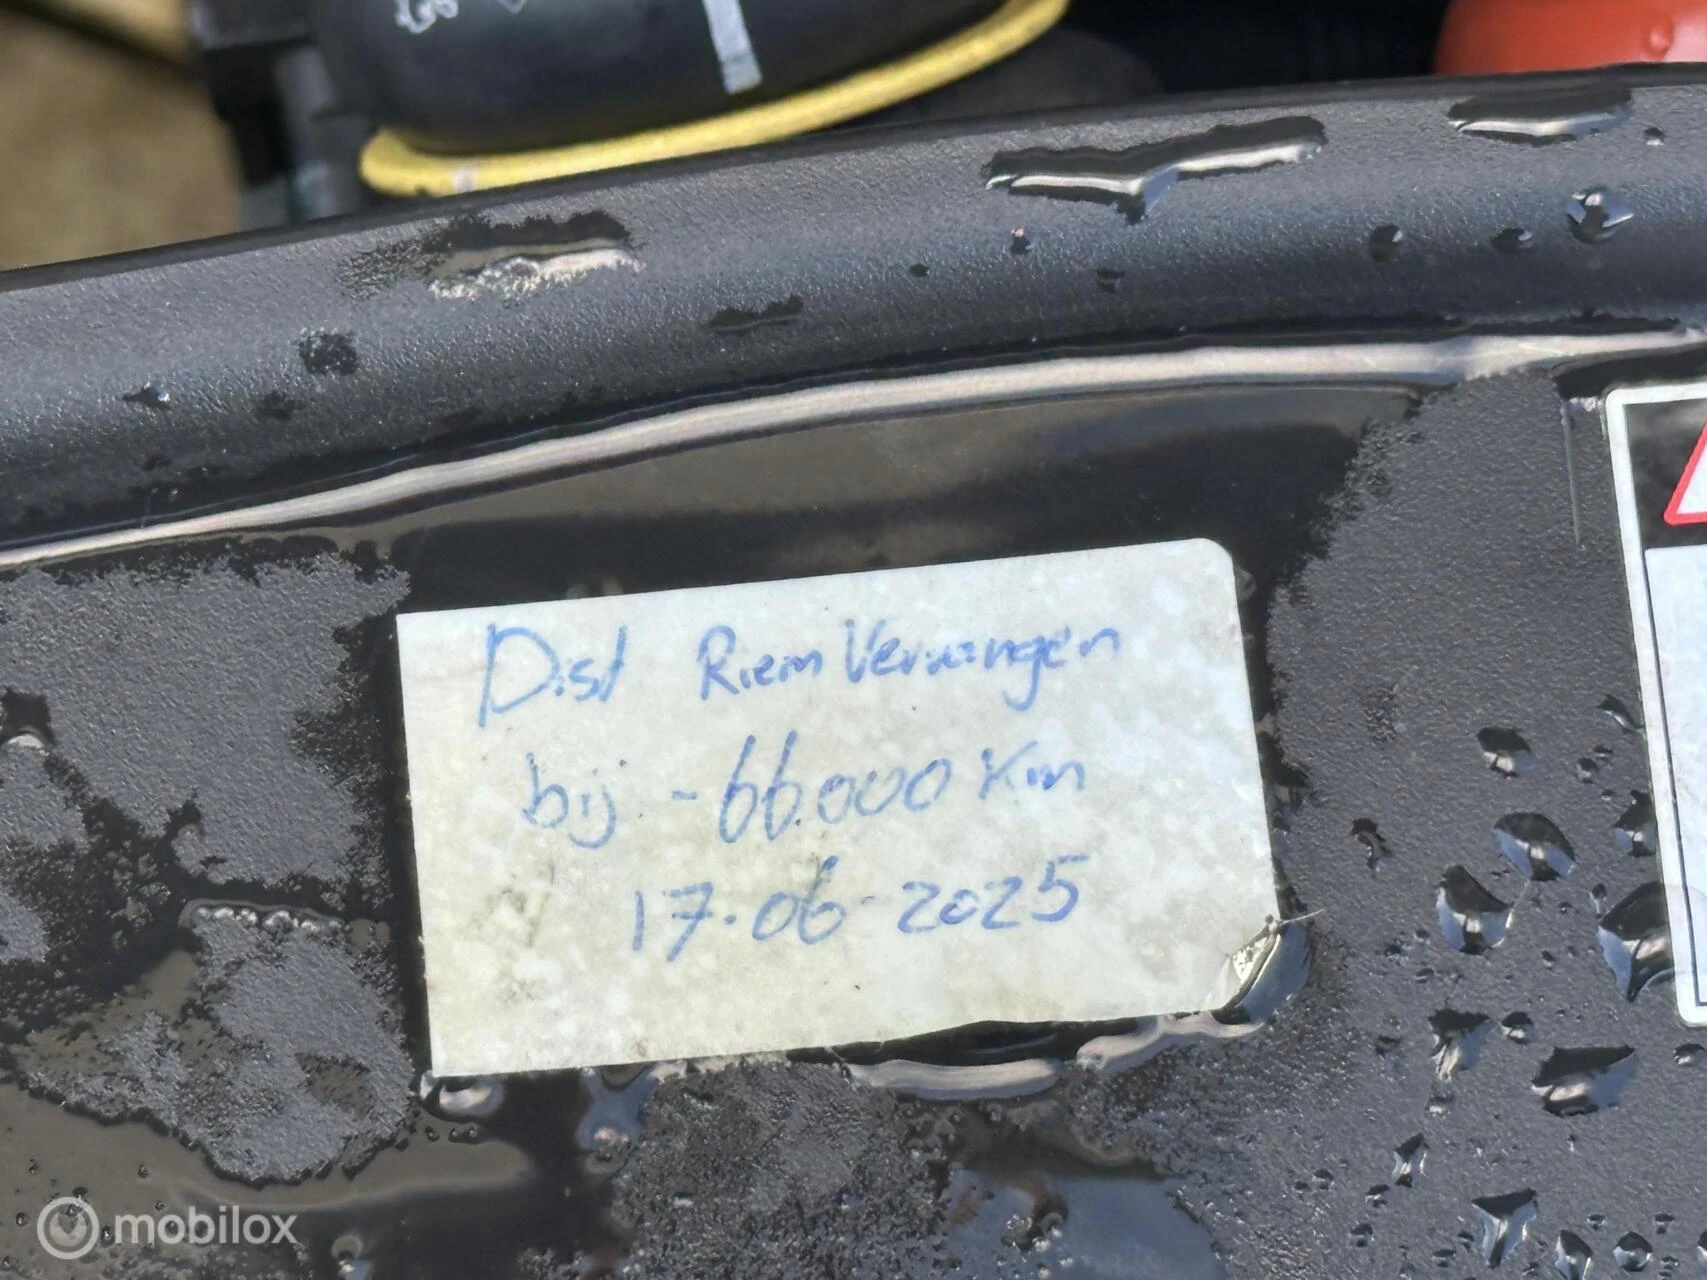 Dist Riem Vervangen
bij - 66.000 Km
17-06-2025
mobilox